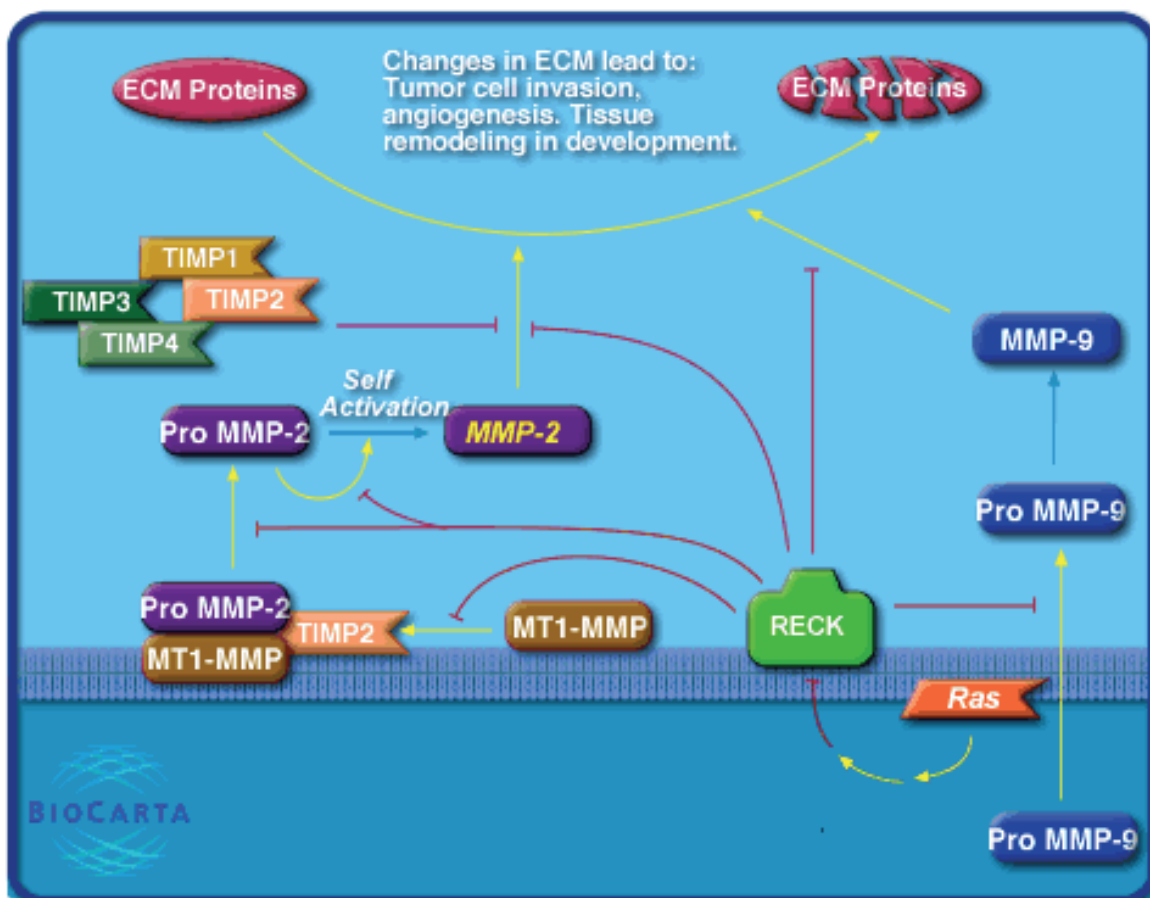 ECM Proteins
Changes in ECM lead to:
Tumor cell invasion,
angiogenesis. Tissue
remodeling in development.
ECM Proteins
TIMP1
TIMP3
TIMP2
TIMP4
MMP-9
Self
Activation
Pro MMP-2
MMP-2
Pro MMP-9
Pro MMP-2
TIMP2
MT1-MMP
MT1-MMP
RECK
Ras
BIOCARTA
Pro MMP-9